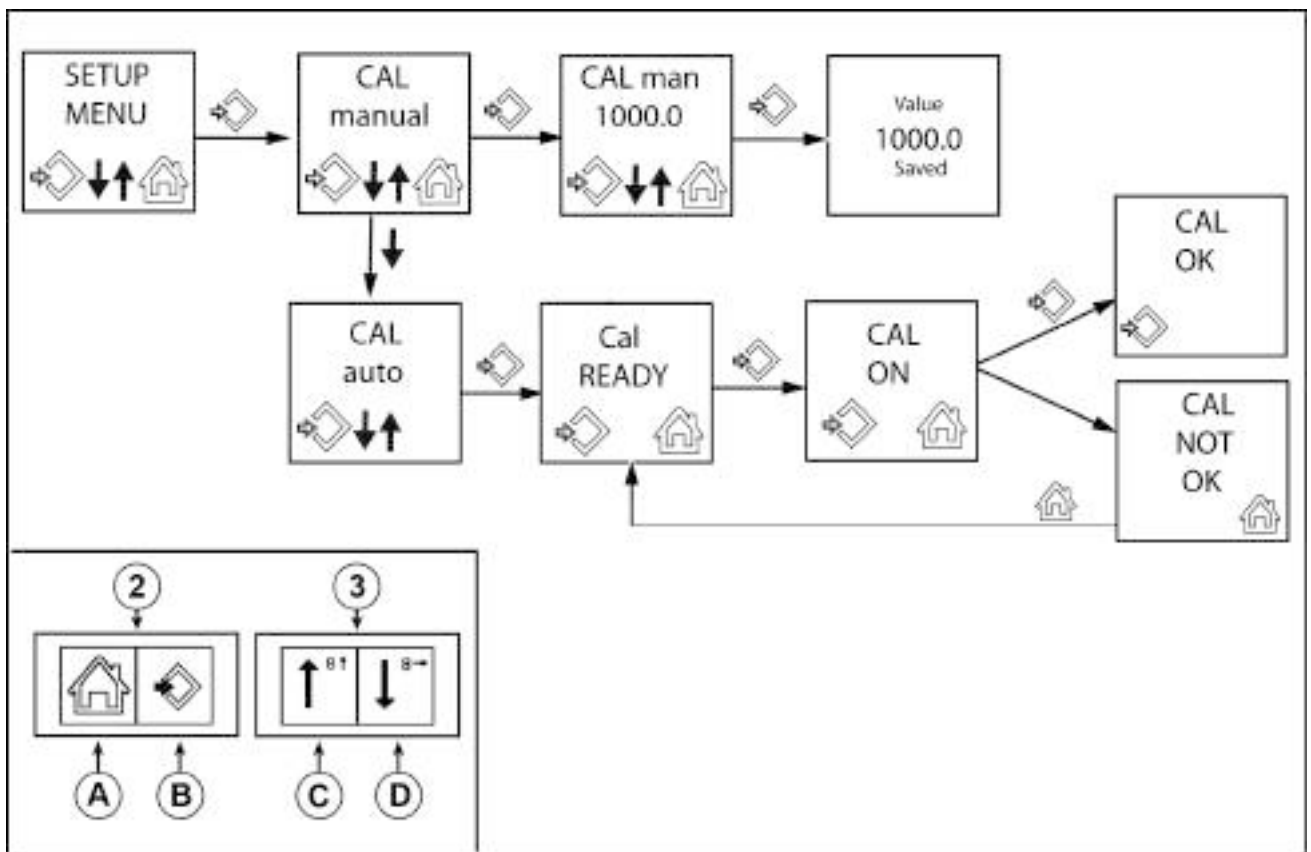 SETUP
MENU
CAL
manual
CAL man
1000.0
Value
1000.0
Saved
CAL
OK
CAL
auto
Cal
READY
CAL
ON
CAL
NOT
OK
2
3
A
B
C
D